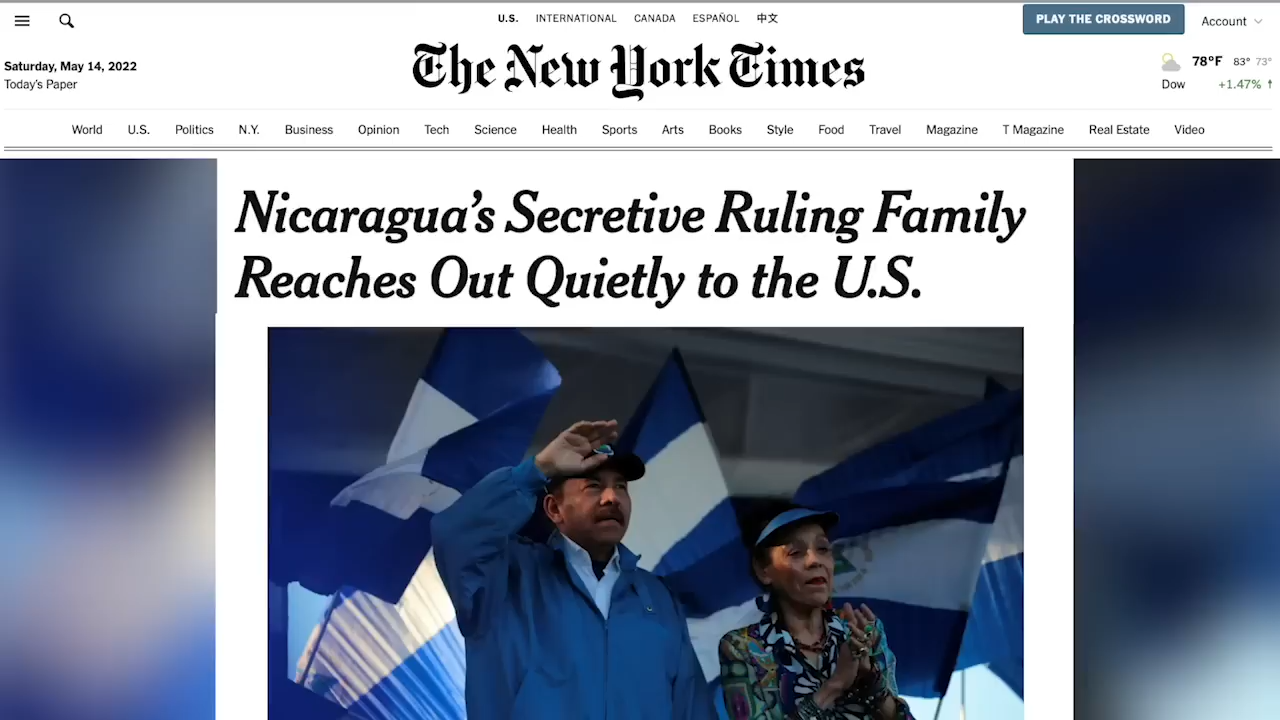 U.S. INTERNATIONAL CANADA ESPAÑOL 中文
PLAY THE CROSSWORD
Account
Saturday, May 14, 2022
Today's Paper
The New York Times
78°F 83° 73°
Dow +1.47% ↑
World U.S. Politics N.Y. Business Opinion Tech Science Health Sports Arts Books Style Food Travel Magazine T Magazine Real Estate Video
Nicaragua's Secretive Ruling Family
Reaches Out Quietly to the U.S.